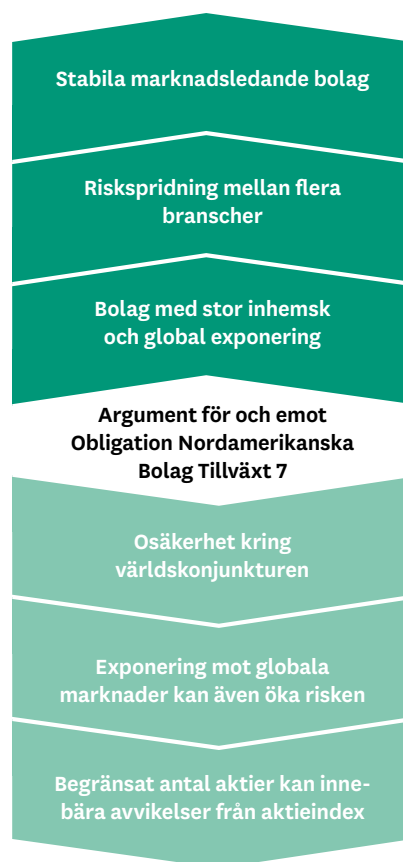 Stabila marknadsledande bolag
Riskspridning mellan flera
branscher
Bolag med stor inhemsk
och global exponering
Argument för och emot
Obligation Nordamerikanska
Bolag Tillväxt 7
Osäkerhet kring
världskonjunkturen
Exponering mot globala
marknader kan även öka risken
Begränsat antal aktier kan inne-
bära avvikelser från aktieindex